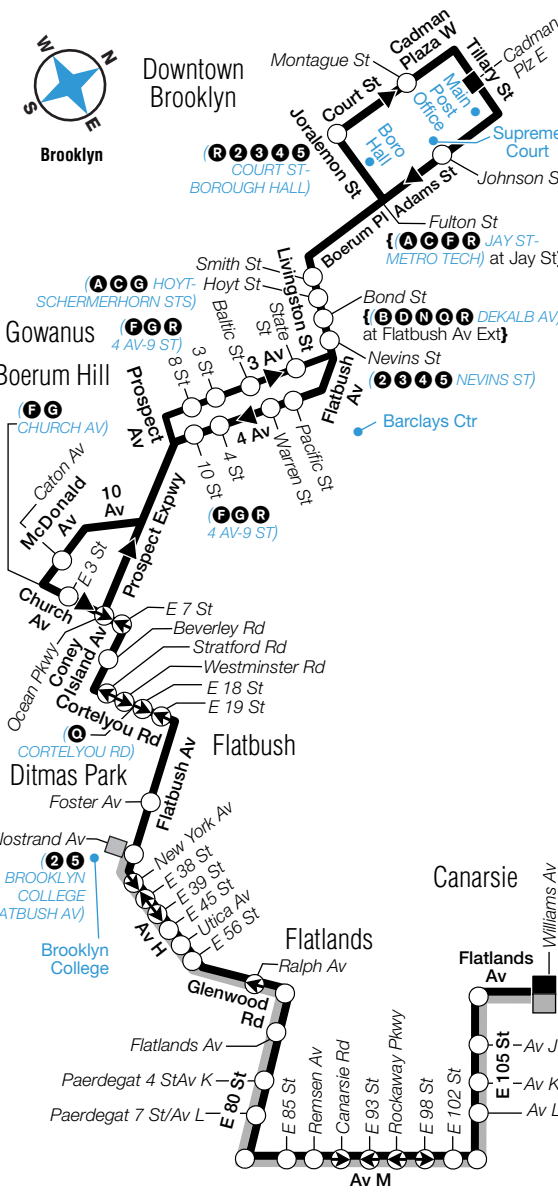 W
N
S
E
Brooklyn
Downtown
Brooklyn
Montague St
Cadman
Plaza W
Tillary St
Cadman
Plz E
Main
Post
Office
Court St
Joralemon St
Boro
Hall
Supreme
Court
(R 2 3 4 5
COURT ST-
BOROUGH HALL)
Adams St
Johnson S
Boerum Pl
Fulton St
{(A C F R JAY ST-
METRO TECH) at Jay St}
Smith St
Hoyt St
(A C G HOYT-
SCHERMERHORN STS)
Livingston St
Bond St
{(B D N Q R DEKALB AV)
at Flatbush Av Ext}
Nevins St
(2 3 4 5 NEVINS ST)
Gowanus
(F G R
4 AV-9 ST)
Boerum Hill
Baltic St
State
St
8 St
3 St
3 Av
Prospect
Av
Flatbush
Av
4 Av
Barclays Ctr
(F G
CHURCH AV)
10 St
4 St
Warren St
Pacific St
(F G R
4 AV-9 ST)
Caton Av
McDonald
Av
10
Av
Prospect Expwy
E 3 St
Church
Av
Ocean Pkwy
Coney
Island Av
E 7 St
Beverley Rd
Stratford Rd
Westminster Rd
E 18 St
E 19 St
Cortelyou Rd
(Q
CORTELYOU RD)
Flatbush
Ditmas Park
Foster Av
Flatbush Av
lostrand Av
(2 5
BROOKLYN
COLLEGE
ATBUSH AV)
Brooklyn
College
New York Av
E 38 St
E 39 St
E 45 St
Utica Av
E 56 St
Av H
Flatlands
Ralph Av
Glenwood
Rd
Canarsie
Williams Av
Flatlands
Av
Flatlands Av
Paerdegat 4 StAv K
Paerdegat 7 St/Av L
E 80 St
E 85 St
Remsen Av
Canarsie Rd
E 93 St
Rockaway Pkwy
E 98 St
E 102 St
E 105 St
Av J
Av K
Av L
Av M